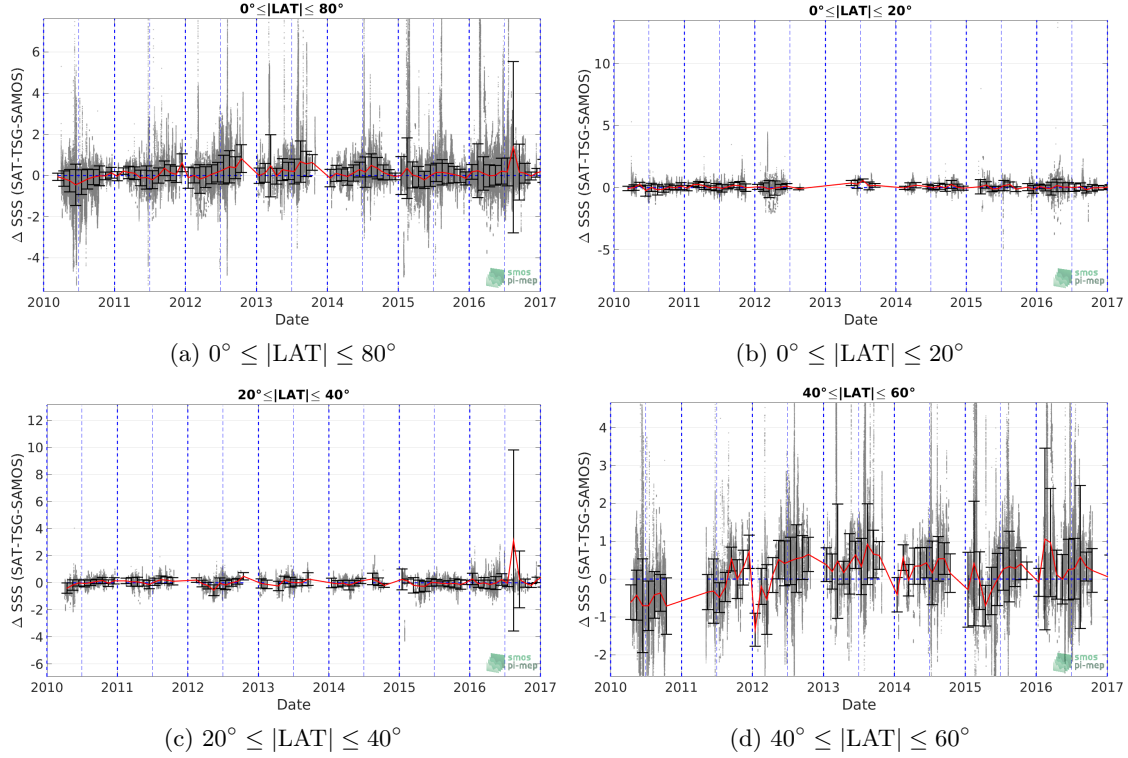 0°≤|LAT|≤ 80°
Δ SSS (SAT-TSG-SAMOS)
6
4
2
0
-2
-4
2010 2011 2012 2013 2014 2015 2016 2017
Date
smos
pi-mep
(a) 0° ≤ |LAT| ≤ 80°
0°≤|LAT|≤ 20°
Δ SSS (SAT-TSG-SAMOS)
10
5
0
-5
2010 2011 2012 2013 2014 2015 2016 2017
Date
smos
pi-mep
(b) 0° ≤ |LAT| ≤ 20°
20°≤|LAT|≤ 40°
Δ SSS (SAT-TSG-SAMOS)
12
10
8
6
4
2
0
-2
-4
-6
2010 2011 2012 2013 2014 2015 2016 2017
Date
smos
pi-mep
(c) 20° ≤ |LAT| ≤ 40°
40°≤|LAT|≤ 60°
Δ SSS (SAT-TSG-SAMOS)
4
3
2
1
0
-1
-2
2010 2011 2012 2013 2014 2015 2016 2017
Date
smos
pi-mep
(d) 40° ≤ |LAT| ≤ 60°